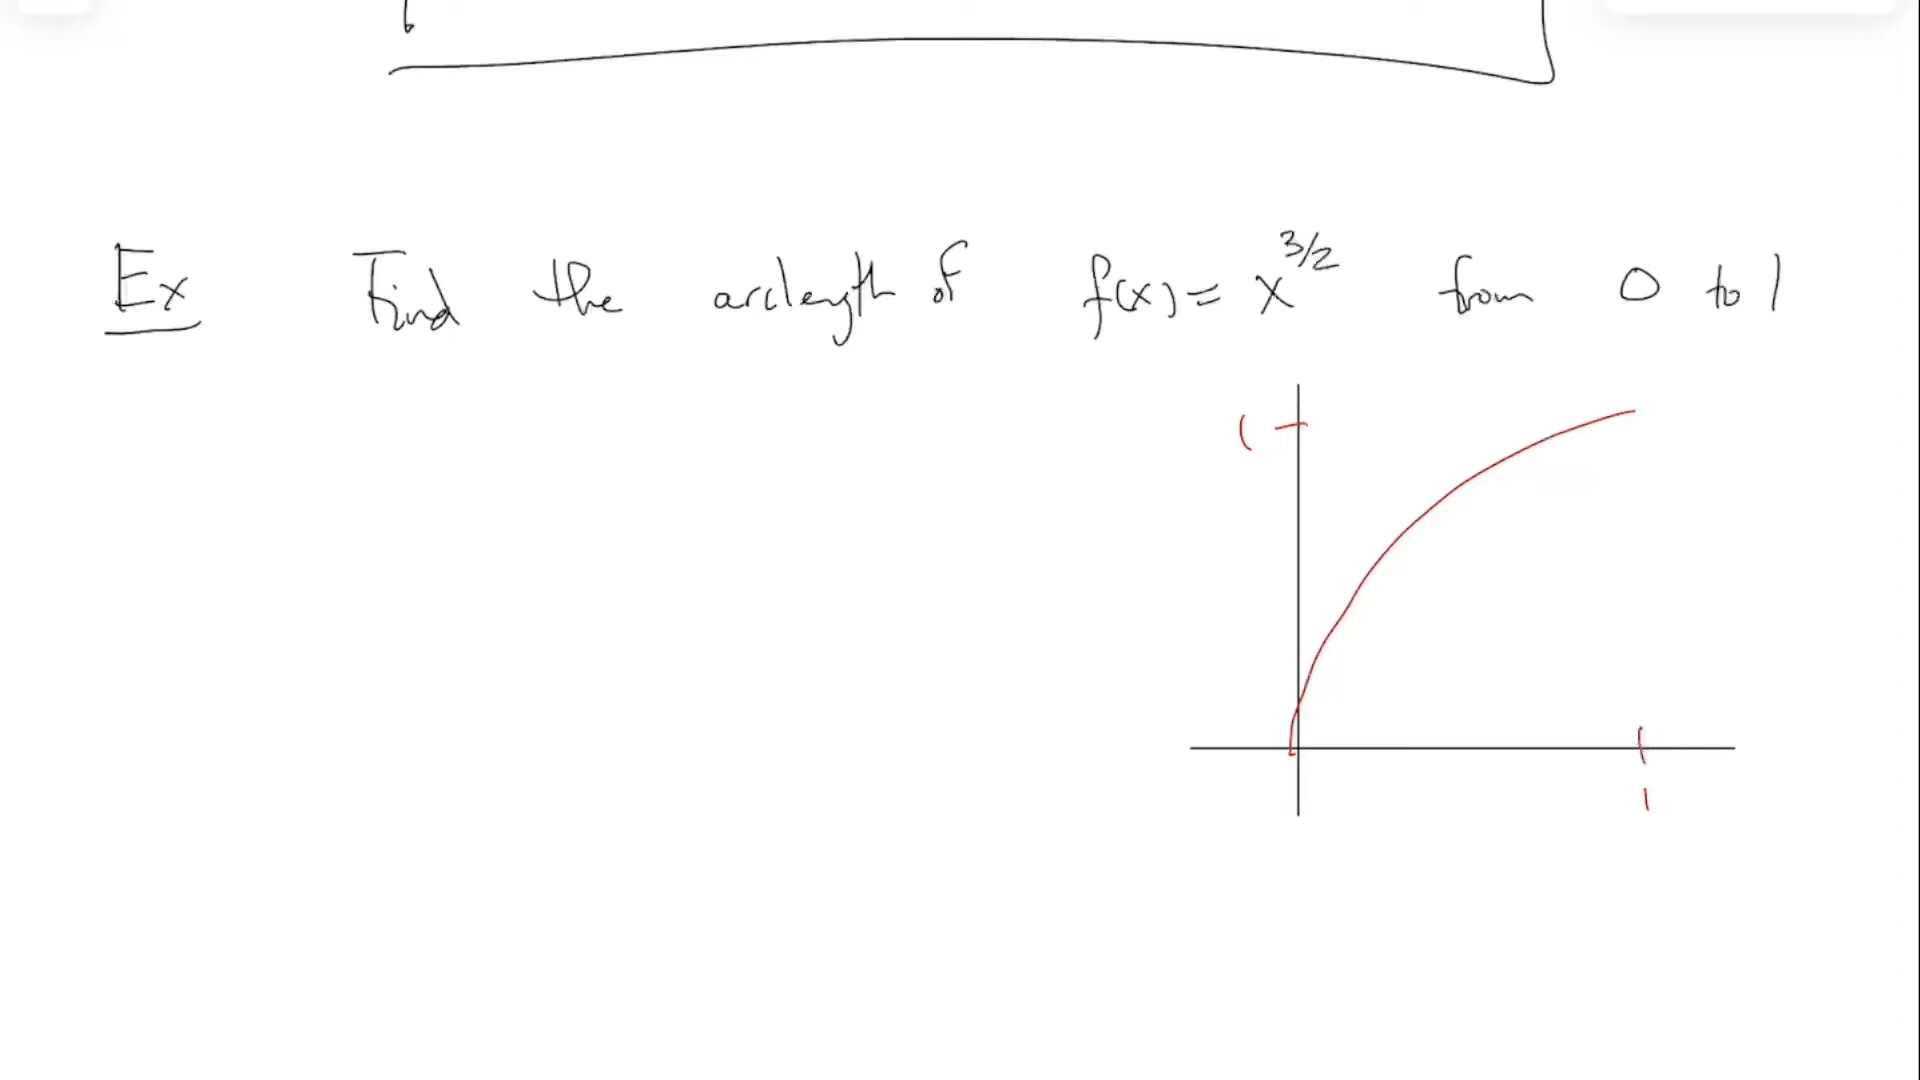 Ex Find the arclength of f(x) = x^{3/2} from 0 to 1
1
1